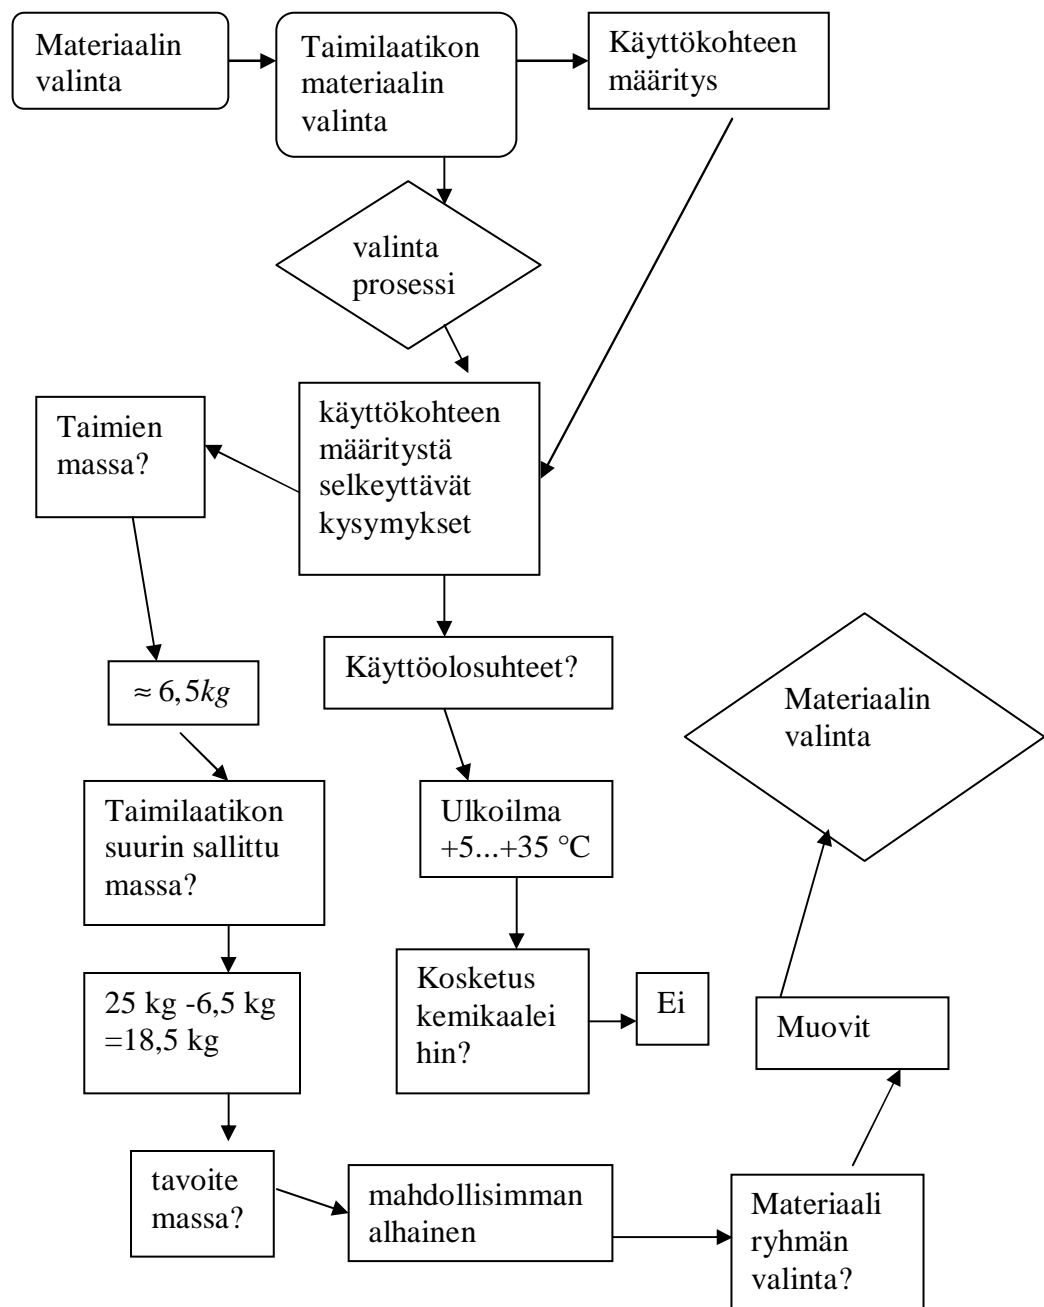 Materiaalin
valinta
Taimilaatikon
materiaalin
valinta
Käyttökohteen
määritys
valinta
prosessi
käyttökohteen
määritystä
selkeyttävät
kysymykset
Taimien
massa?
≈ 6,5kg
Käyttöolosuhteet?
Materiaalin
valinta
Taimilaatikon
suurin sallittu
massa?
Ulkoilma
+5...+35 °C
25 kg -6,5 kg
=18,5 kg
Kosketus
kemikaalei
hin?
Ei
Muovit
tavoite
massa?
mahdollisimman
alhainen
Materiaali
ryhmän
valinta?